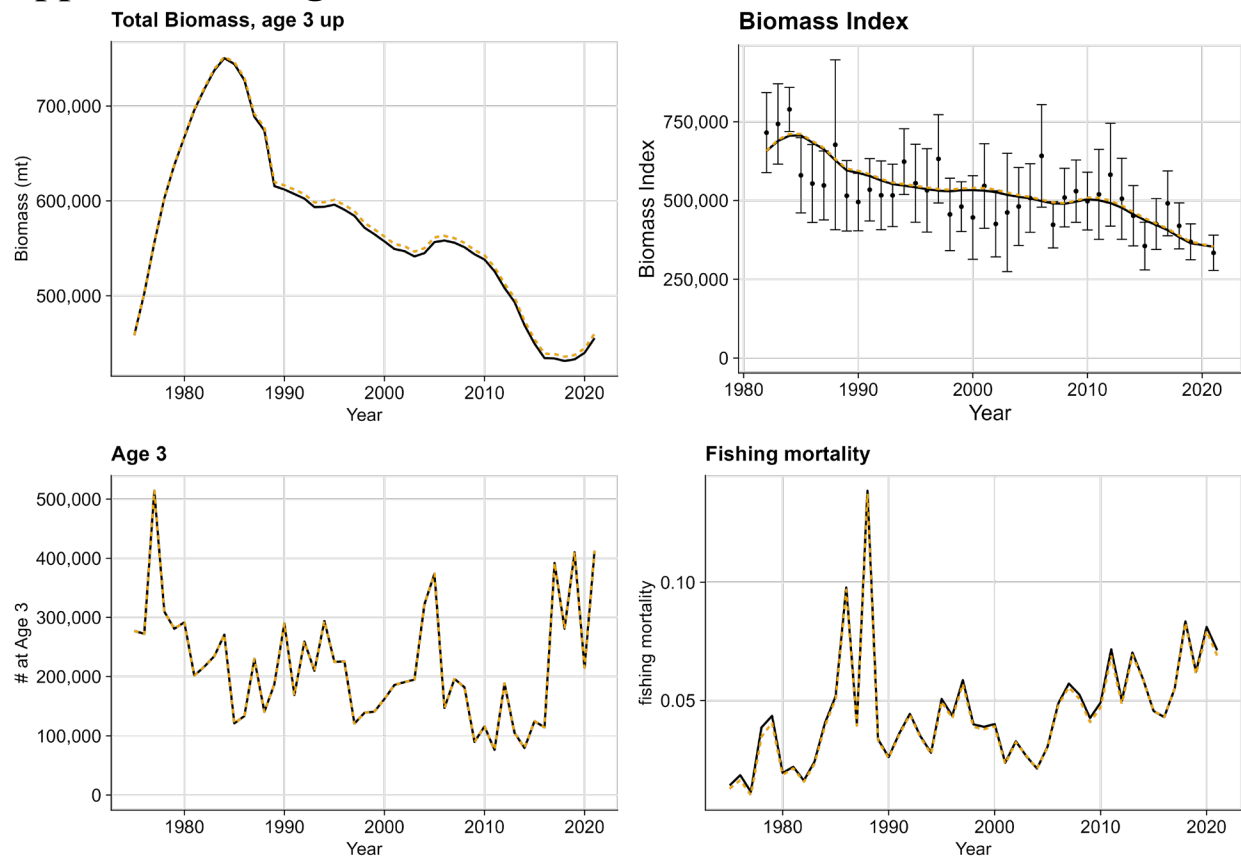 Total Biomass, age 3 up
Biomass (mt)
700,000
600,000
500,000
1980 1990 2000 2010 2020
Year
Biomass Index
Biomass Index
750,000
500,000
250,000
0
1980 1990 2000 2010 2020
Year
Age 3
# at Age 3
500,000
400,000
300,000
200,000
100,000
0
1980 1990 2000 2010 2020
Year
Fishing mortality
fishing mortality
0.10
0.05
1980 1990 2000 2010 2020
Year